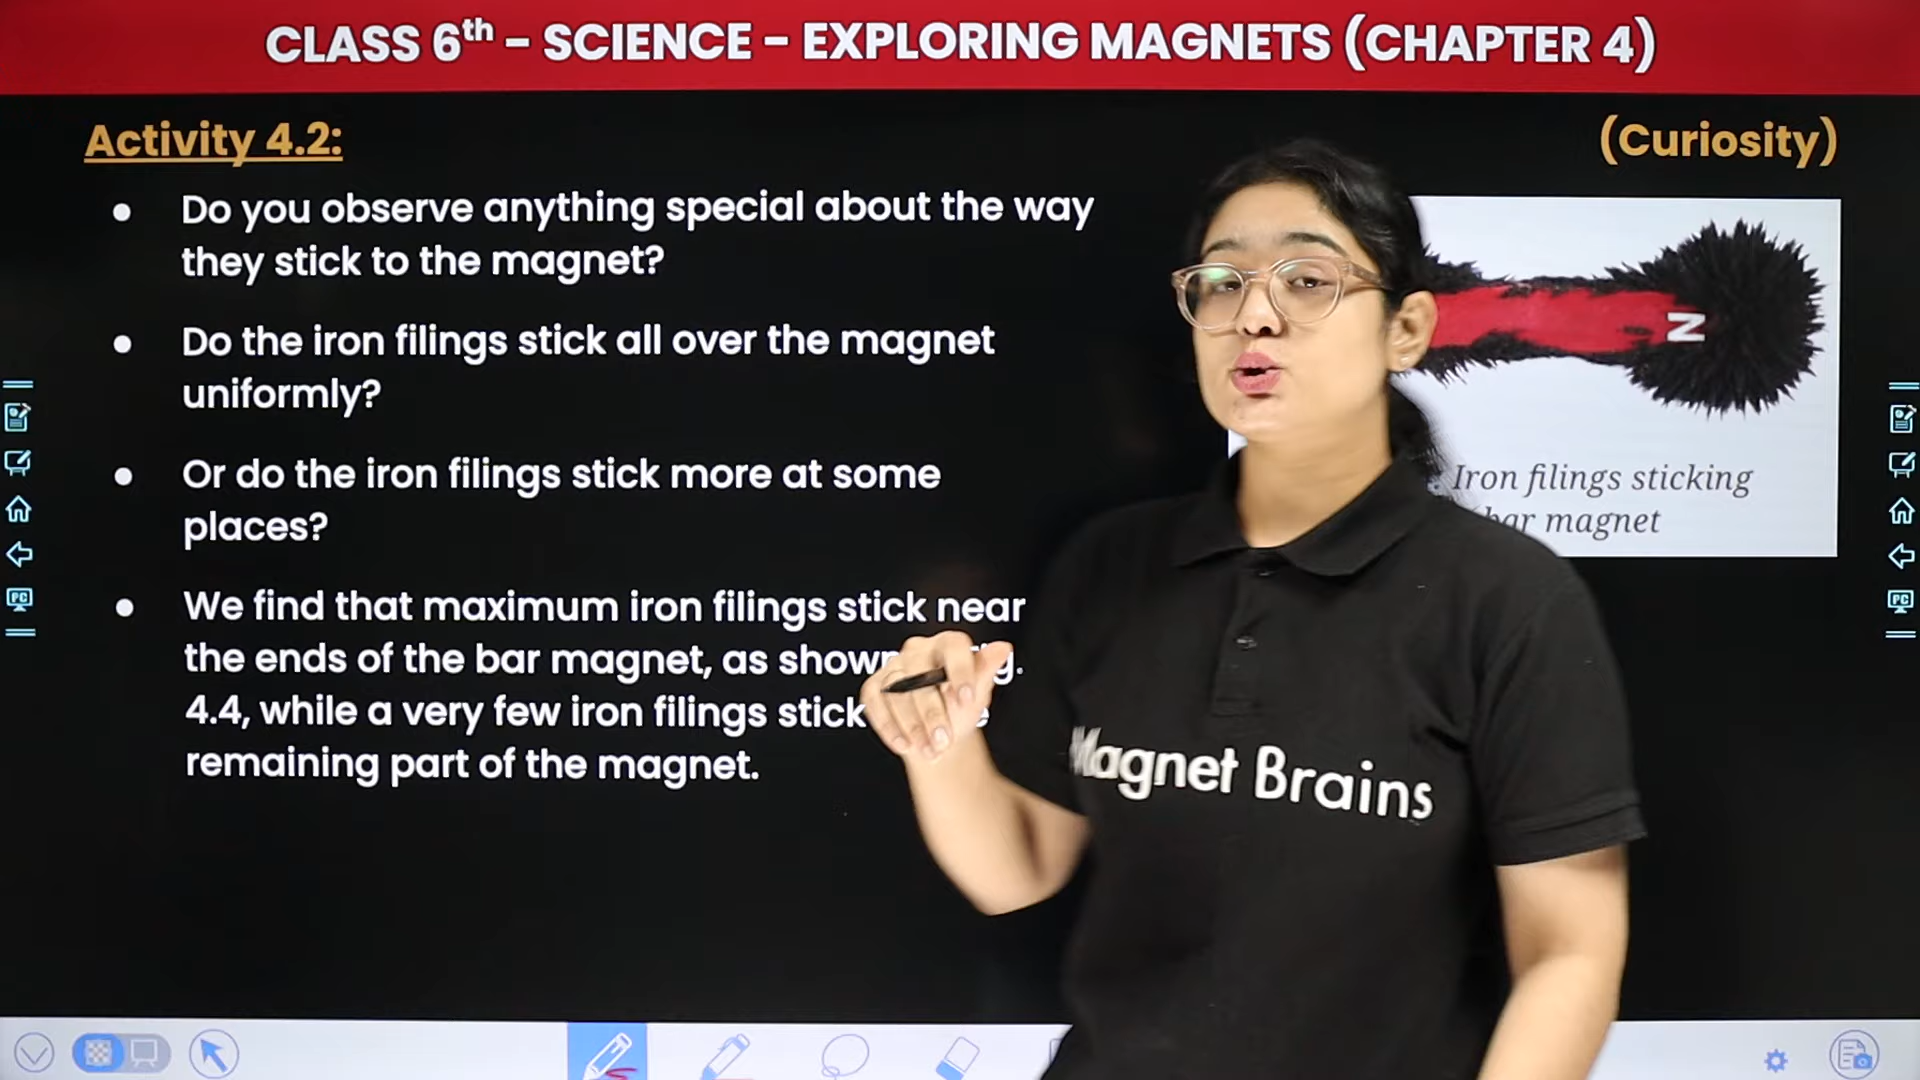 CLASS 6th - SCIENCE - EXPLORING MAGNETS (CHAPTER 4)
Activity 4.2:
(Curiosity)
● Do you observe anything special about the way
they stick to the magnet?
● Do the iron filings stick all over the magnet
uniformly?
● Or do the iron filings stick more at some
places?
● We find that maximum iron filings stick near
the ends of the bar magnet, as shown
4.4, while a very few iron filings stick
remaining part of the magnet.
N
Iron filings sticking
bar magnet
Magnet Brains
PC
PC